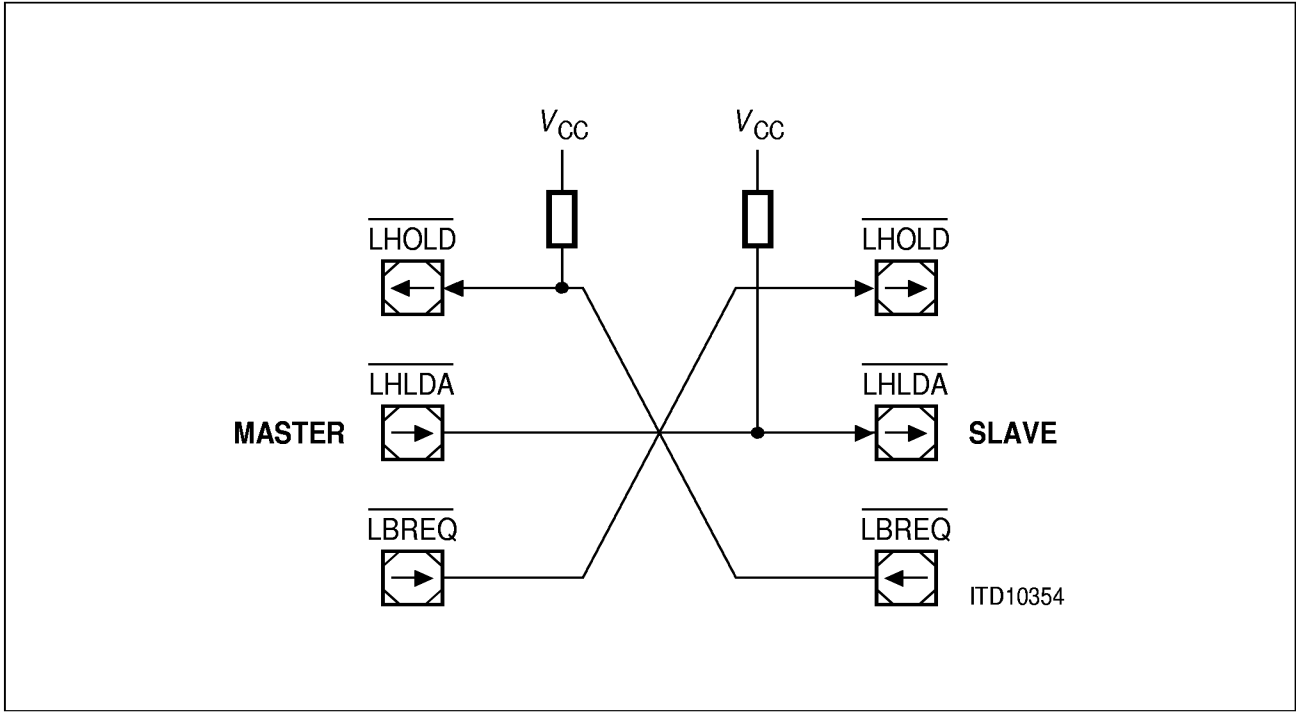 VCC VCC
LHOLD LHOLD
LHLDA LHLDA
MASTER SLAVE
LBREQ LBREQ
ITD10354